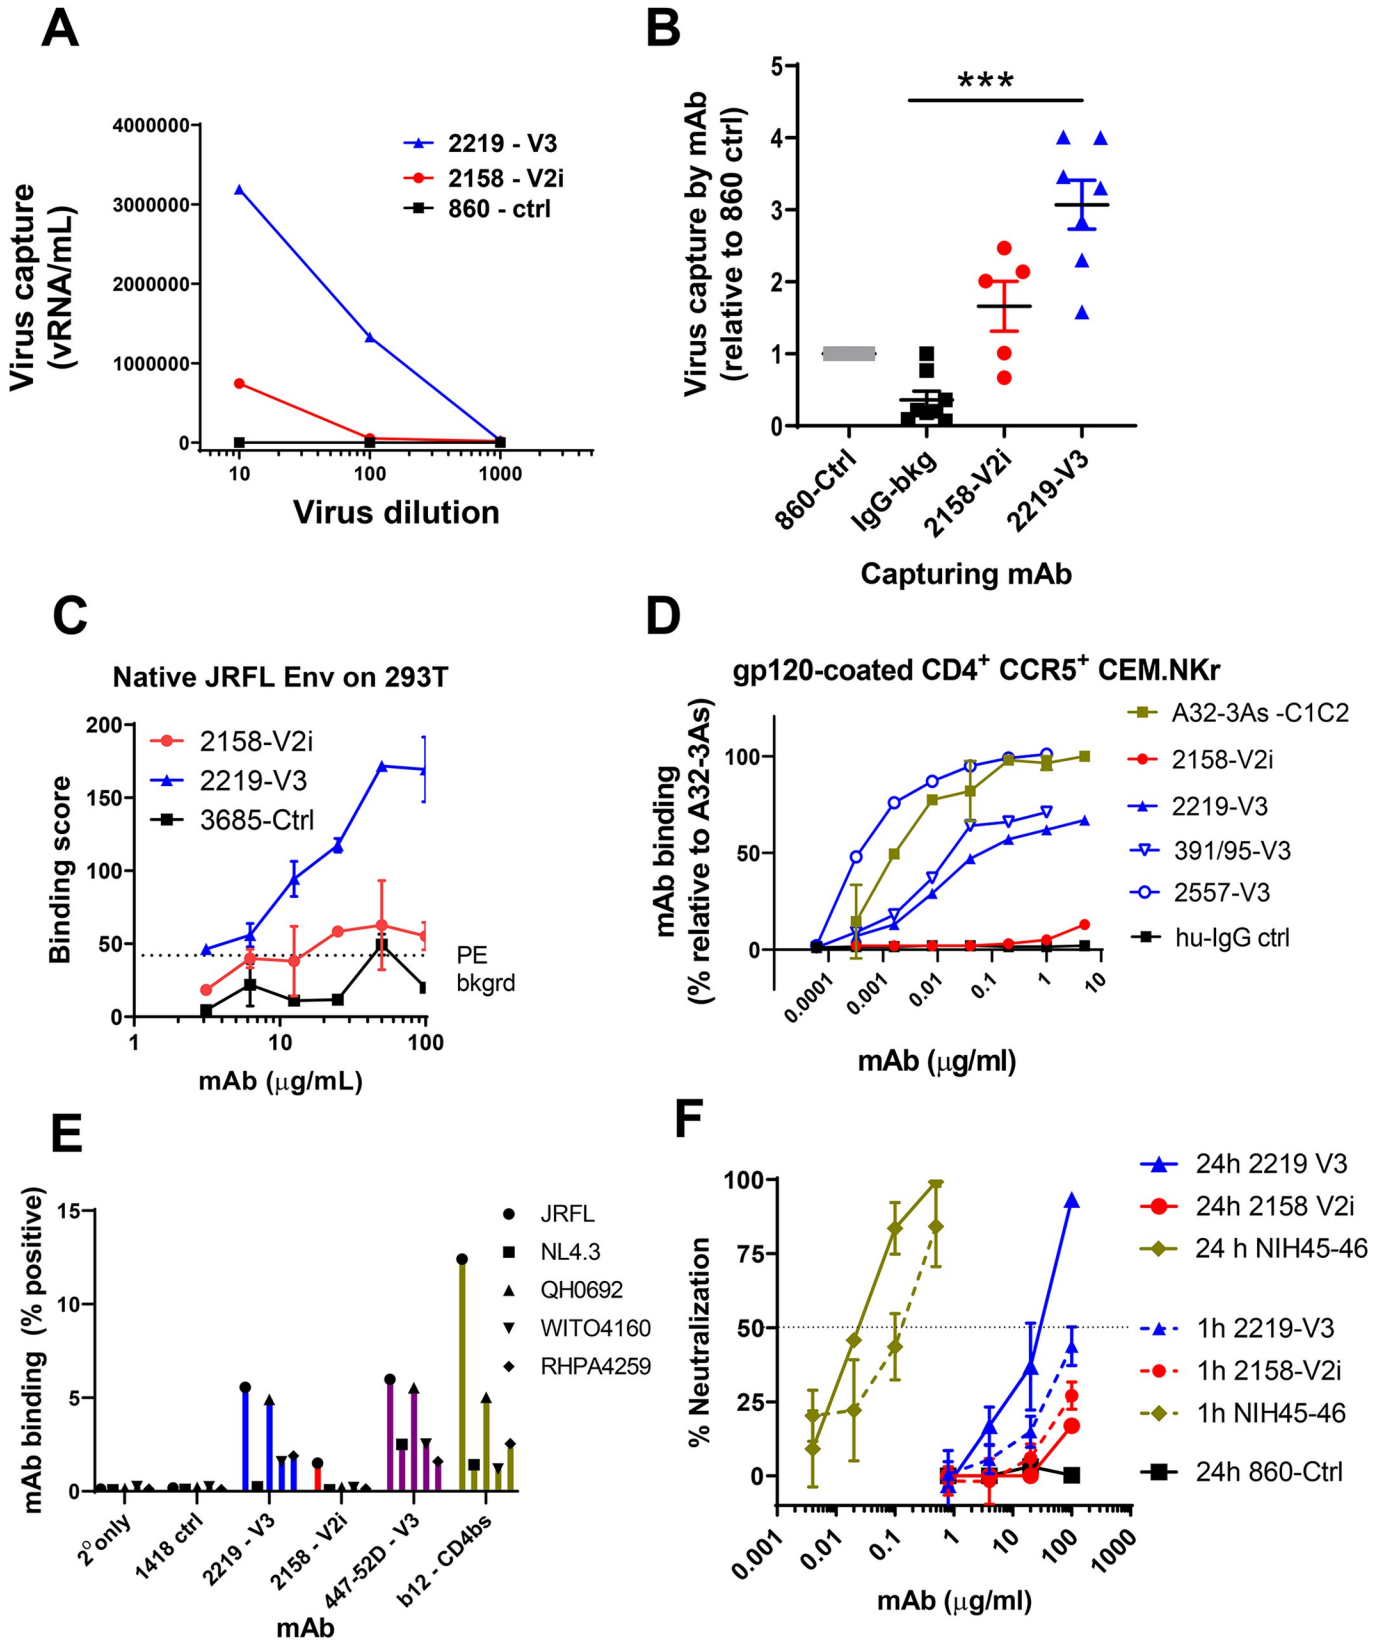 A
4000000
3000000
2000000
1000000
0
Virus capture
(vRNA/mL)
2219 - V3
2158 - V2i
860 - ctrl
10
100
1000
Virus dilution
B
5
4
3
2
1
0
Virus capture by mAb
(relative to 860 ctrl)
***
860-Ctrl
IgG-bkg
2158-V2i
2219-V3
Capturing mAb
C
Native JRFL Env on 293T
200
150
100
50
0
Binding score
2158-V2i
2219-V3
3685-Ctrl
PE
bkgrd
1
10
100
mAb (μg/mL)
D
gp120-coated CD4+ CCR5+ CEM.NKr
100
50
0
mAb binding
(% relative to A32-3As)
A32-3As -C1C2
2158-V2i
2219-V3
391/95-V3
2557-V3
hu-IgG ctrl
0.0001
0.001
0.01
0.1
1
10
mAb (μg/ml)
E
15
10
5
0
mAb binding (% positive)
JRFL
NL4.3
QH0692
WITO4160
RHPA4259
2° only
1418 ctrl
2219 - V3
2158 - V2i
447-52D - V3
b12 - CD4bs
mAb
F
100
75
50
25
0
% Neutralization
24h 2219 V3
24h 2158 V2i
24 h NIH45-46
1h 2219-V3
1h 2158-V2i
1h NIH45-46
24h 860-Ctrl
0.001
0.01
0.1
1
10
100
1000
mAb (μg/ml)